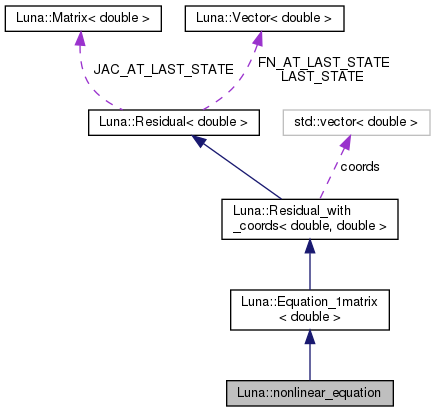 Luna::Matrix< double >
Luna::Vector< double >
JAC_AT_LAST_STATE
FN_AT_LAST_STATE
LAST_STATE
Luna::Residual< double >
std::vector< double >
coords
Luna::Residual_with
_coords< double, double >
Luna::Equation_1matrix
< double >
Luna::nonlinear_equation